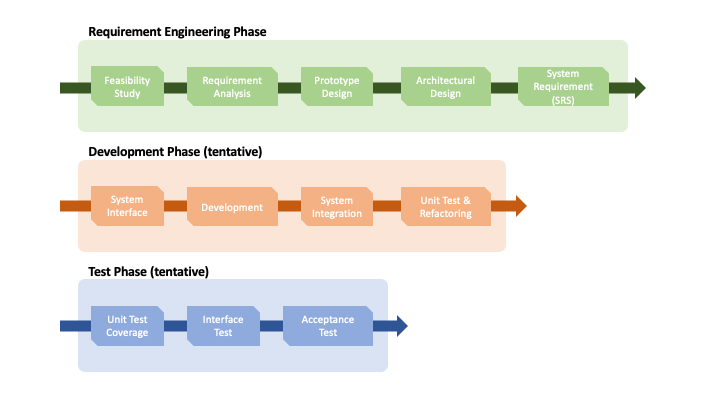 Requirement Engineering Phase
Feasibility
Study
Requirement
Analysis
Prototype
Design
Architectural
Design
System
Requirement
(SRS)
Development Phase (tentative)
System
Interface
Development
System
Integration
Unit Test &
Refactoring
Test Phase (tentative)
Unit Test
Coverage
Interface
Test
Acceptance
Test